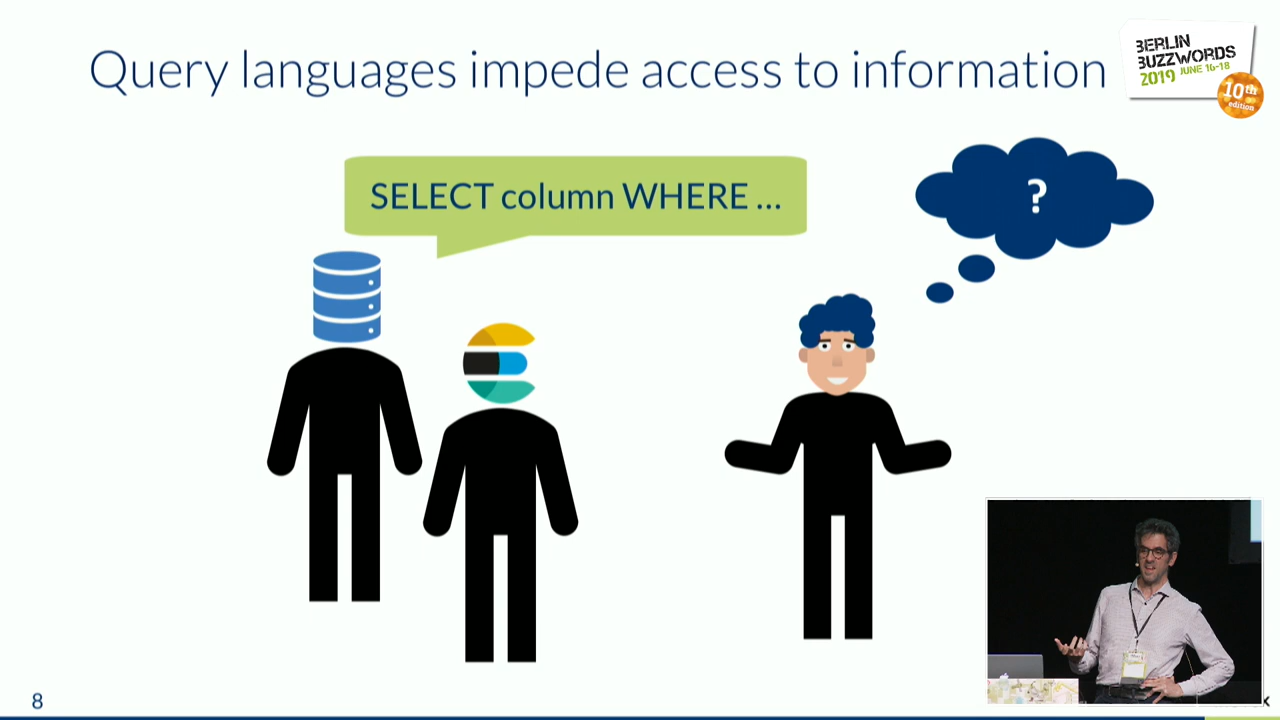 Query languages impede access to information
BERLIN
BUZZWORDS
2019 JUNE 16-18
10th
edition
SELECT column WHERE ...
?
8